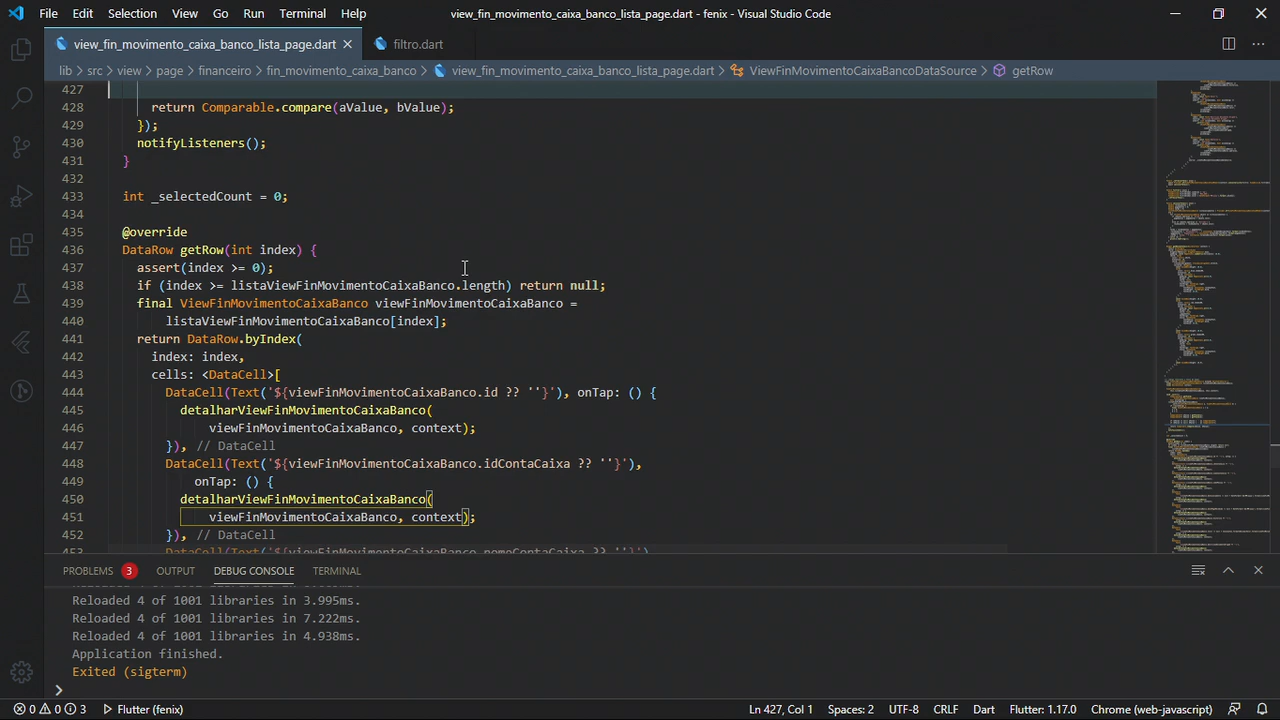 File Edit Selection View Go Run Terminal Help view_fin_movimento_caixa_banco_lista_page.dart - fenix - Visual Studio Code
view_fin_movimento_caixa_banco_lista_page.dart filtro.dart
lib > src > view > page > financeiro > fin_movimento_caixa_banco > view_fin_movimento_caixa_banco_lista_page.dart > ViewFinMovimentoCaixaBancoDataSource > getRow
427
428 return Comparable.compare(aValue, bValue);
429 });
430 notifyListeners();
431 }
432
433 int _selectedCount = 0;
434
435 @override
436 DataRow getRow(int index) {
437 assert(index >= 0);
438 if (index >= listaViewFinMovimentoCaixaBanco.length) return null;
439 final ViewFinMovimentoCaixaBanco viewFinMovimentoCaixaBanco =
440 listaViewFinMovimentoCaixaBanco[index];
441 return DataRow.byIndex(
442 index: index,
443 cells: <DataCell>[
444 DataCell(Text('${viewFinMovimentoCaixaBanco.id ?? ''}'), onTap: () {
445 detalharViewFinMovimentoCaixaBanco(
446 viewFinMovimentoCaixaBanco, context);
447 }), // DataCell
448 DataCell(Text('${viewFinMovimentoCaixaBanco.idContaCaixa ?? ''}'),
449 onTap: () {
450 detalharViewFinMovimentoCaixaBanco(
451 viewFinMovimentoCaixaBanco, context);
452 }), // DataCell
453 DataCell(Text('${viewFinMovimentoCaixaBanco.nomeContaCaixa ?? ''}')
PROBLEMS 3 OUTPUT DEBUG CONSOLE TERMINAL
Reloaded 4 of 1001 libraries in 3.995ms.
Reloaded 4 of 1001 libraries in 7.222ms.
Reloaded 4 of 1001 libraries in 4.938ms.
Application finished.
Exited (sigterm)
0 0 3 Flutter (fenix) Ln 427, Col 1 Spaces: 2 UTF-8 CRLF Dart Flutter: 1.17.0 Chrome (web-javascript)